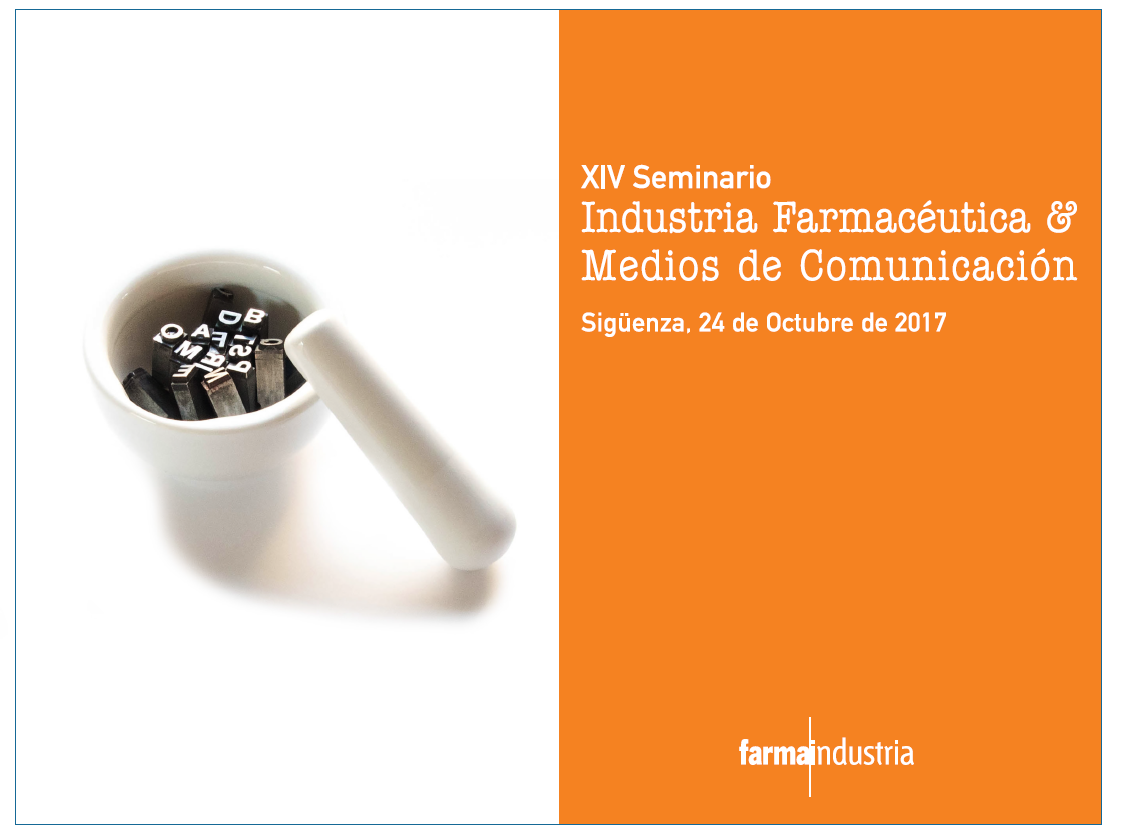 XIV Seminario
Industria Farmacéutica &
Medios de Comunicación
Sigüenza, 24 de Octubre de 2017
farmaindustria